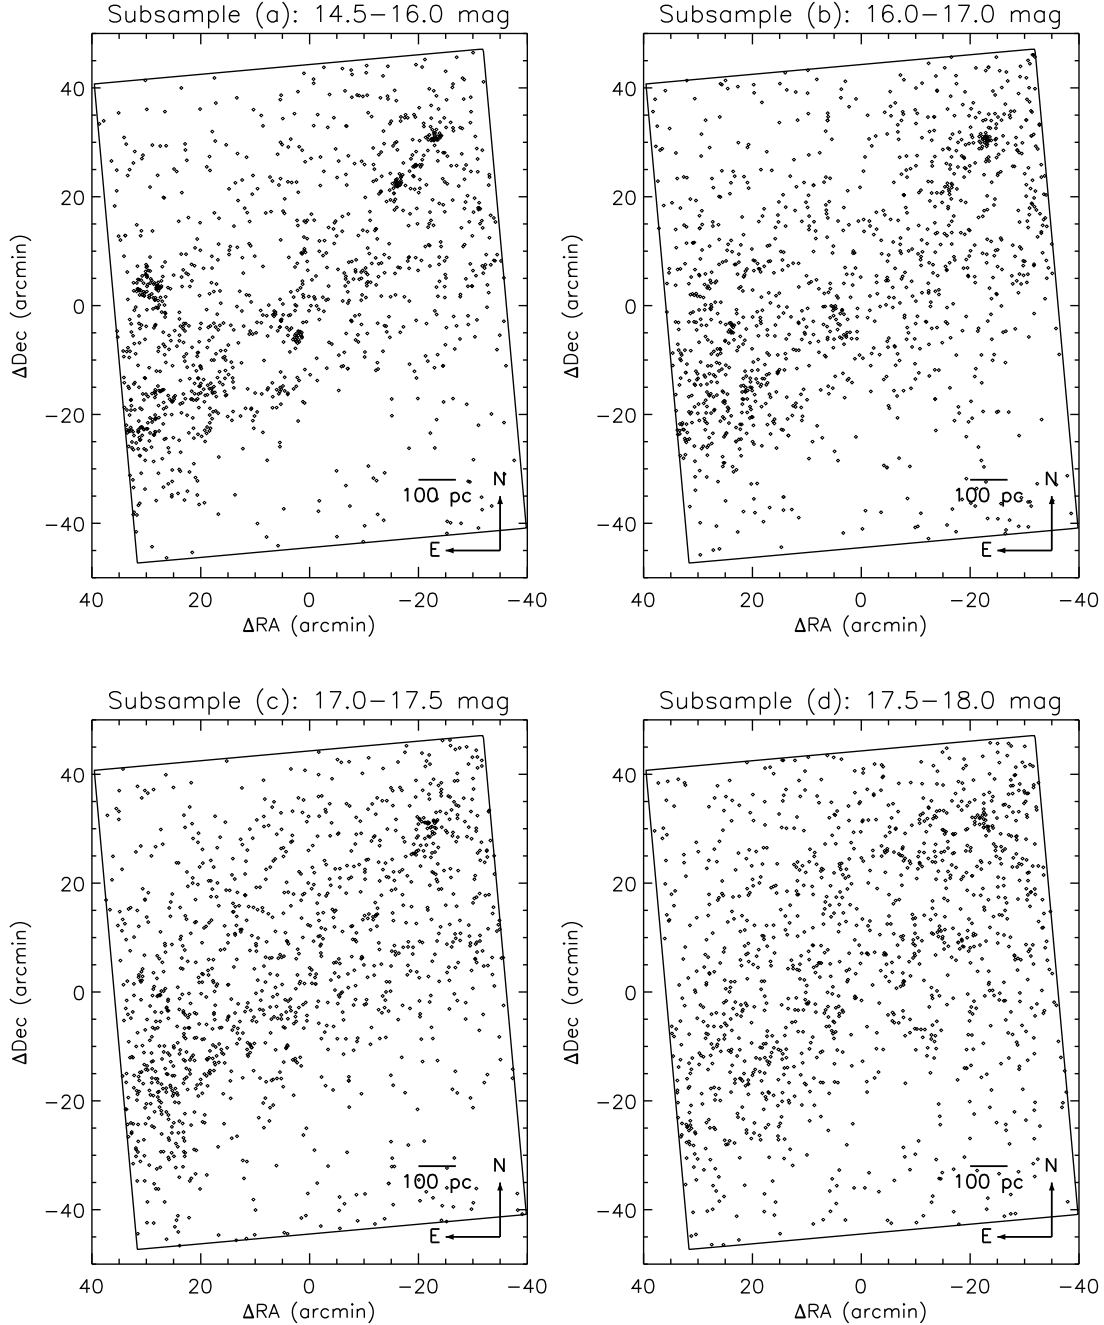 Subsample (a): 14.5−16.0 mag
Subsample (b): 16.0−17.0 mag
40
20
0
−20
−40
ΔDec (arcmin)
100 pc
N
E
40 20 0 −20 −40
ΔRA (arcmin)
40
20
0
−20
−40
ΔDec (arcmin)
100 pc
N
E
40 20 0 −20 −40
ΔRA (arcmin)
Subsample (c): 17.0−17.5 mag
Subsample (d): 17.5−18.0 mag
40
20
0
−20
−40
ΔDec (arcmin)
100 pc
N
E
40 20 0 −20 −40
ΔRA (arcmin)
40
20
0
−20
−40
ΔDec (arcmin)
100 pc
N
E
40 20 0 −20 −40
ΔRA (arcmin)